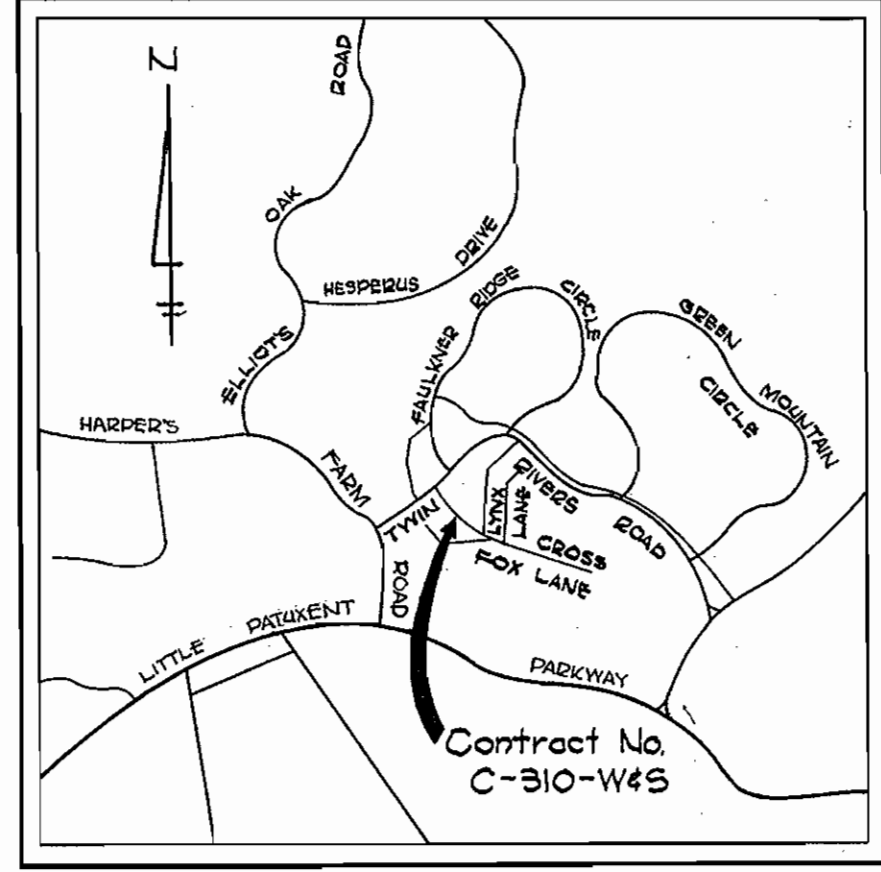 N
ROAD
OAK
HESPERUS DRIVE
ELLIOT'S
FAULKNER RIDGE CIRCLE
GREEN MOUNTAIN
CIRCLE
HARPER'S
FARM
ROAD
TWIN RIVERS ROAD
LYNX
LANE
CROSS
FOX LANE
LITTLE PATUXENT PARKWAY
Contract No.
C-310-W&S